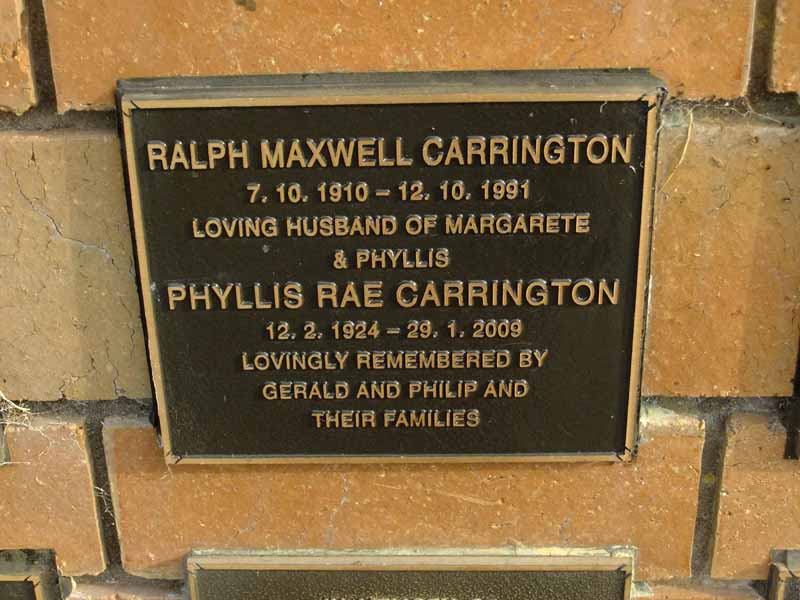 RALPH MAXWELL CARRINGTON
7. 10. 1910 – 12. 10. 1991
LOVING HUSBAND OF MARGARETE
& PHYLLIS
PHYLLIS RAE CARRINGTON
12. 2. 1924 – 29. 1. 2009
LOVINGLY REMEMBERED BY
GERALD AND PHILIP AND
THEIR FAMILIES